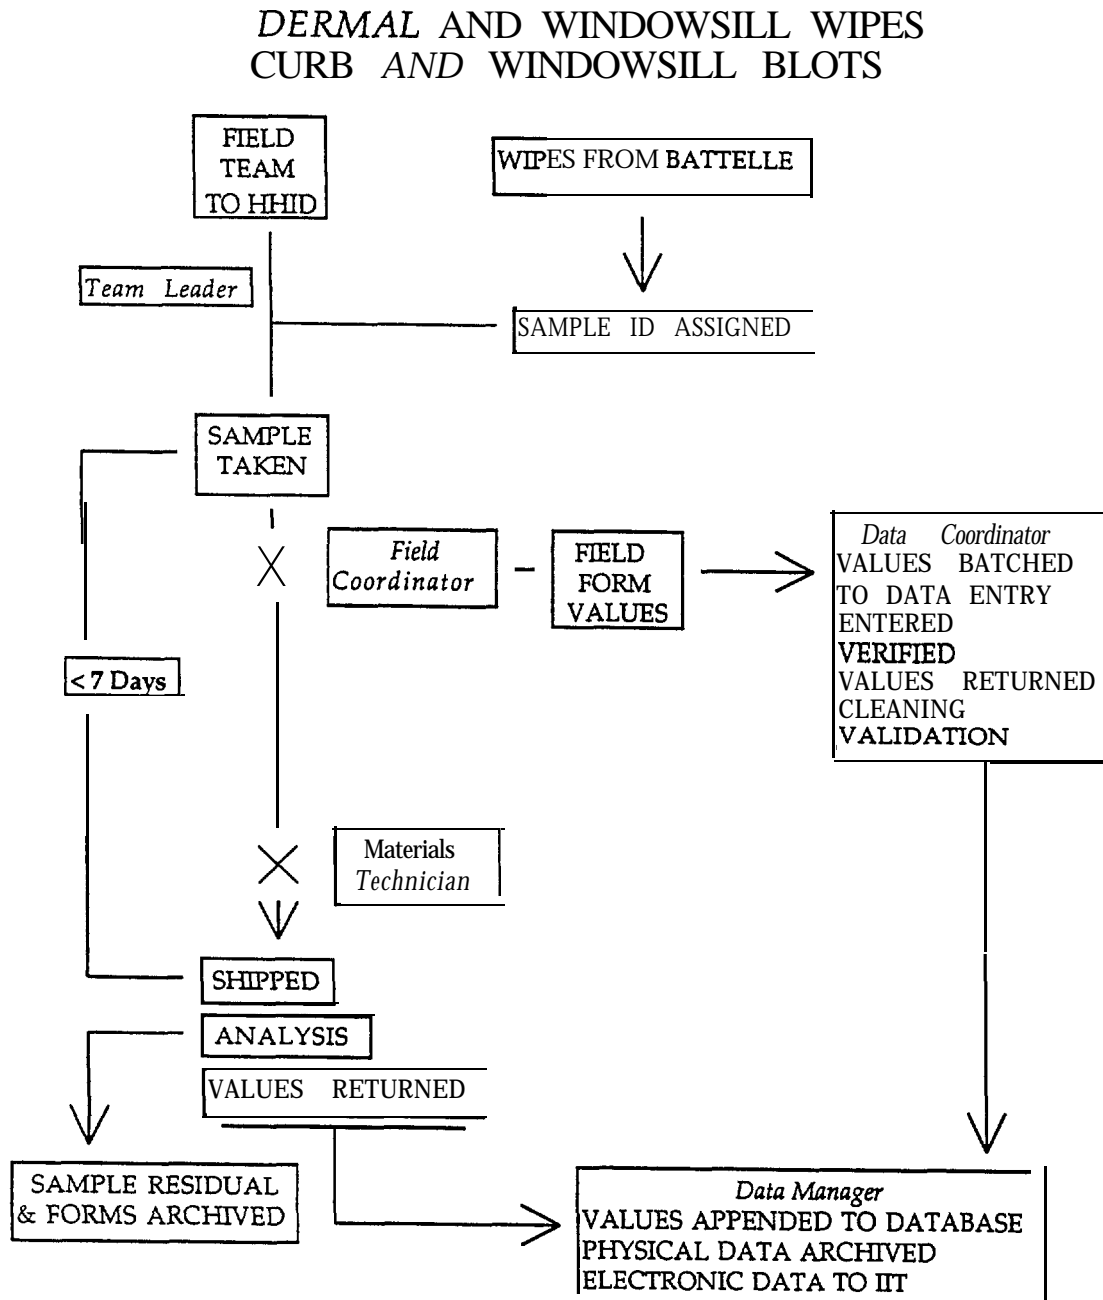 DERMAL AND WINDOWSILL WIPES
CURB AND WINDOWSILL BLOTS
FIELD
TEAM
TO HHID
WIPES FROM BATTELLE
Team Leader
SAMPLE ID ASSIGNED
SAMPLE
TAKEN
Field
Coordinator
FIELD
FORM
VALUES
Data Coordinator
VALUES BATCHED
TO DATA ENTRY
ENTERED
VERIFIED
VALUES RETURNED
CLEANING
VALIDATION
< 7 Days
Materials
Technician
SHIPPED
ANALYSIS
VALUES RETURNED
SAMPLE RESIDUAL
& FORMS ARCHIVED
Data Manager
VALUES APPENDED TO DATABASE
PHYSICAL DATA ARCHIVED
ELECTRONIC DATA TO IIT